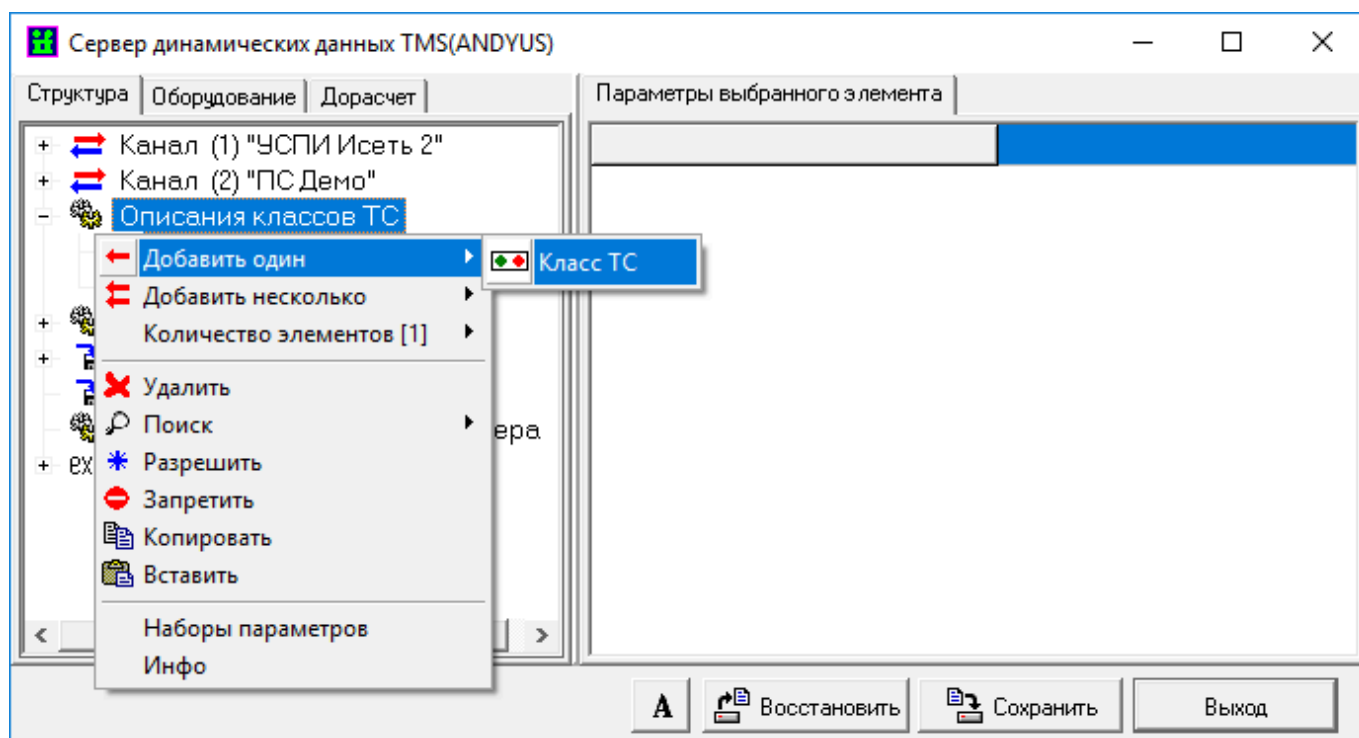 Сервер динамических данных TMS(ANDYUS)
Структура Оборудование Дорасчет
Параметры выбранного элемента
Канал (1) "УСПИ Исеть 2"
Канал (2) "ПС Демо"
Описания классов ТС
Добавить один
Класс ТС
Добавить несколько
Количество элементов [1]
Удалить
Поиск
ера
Разрешить
ex
Запретить
Копировать
Вставить
Наборы параметров
Инфо
A Восстановить Сохранить Выход